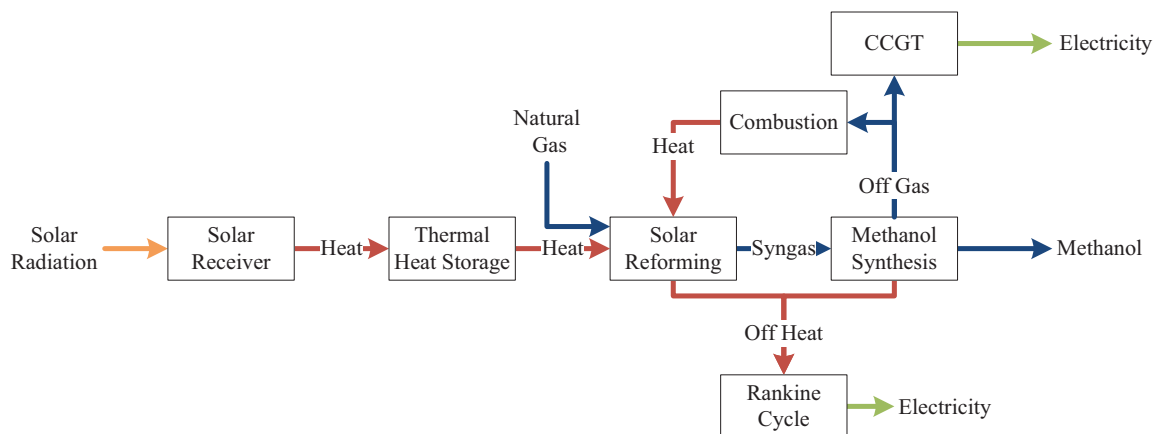 CCGT
Electricity
Natural
Gas
Combustion
Heat
Off Gas
Solar
Radiation
Solar
Receiver
Heat
Thermal
Heat Storage
Heat
Solar
Reforming
Syngas
Methanol
Synthesis
Methanol
Off Heat
Rankine
Cycle
Electricity